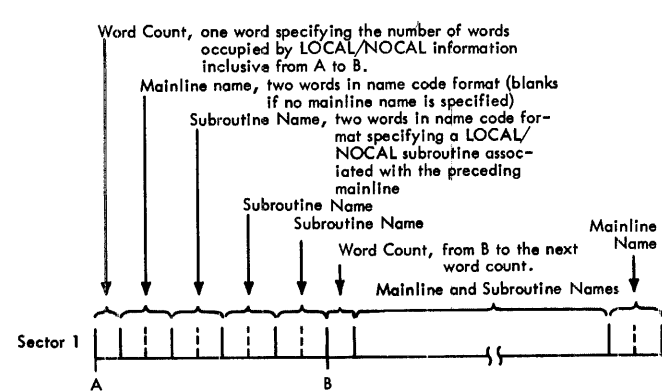 Word Count, one word specifying the number of words
occupied by LOCAL/NOCAL information
inclusive from A to B.
Mainline name, two words in name code format (blanks
if no mainline name is specified)
Subroutine Name, two words in name code for-
mat specifying a LOCAL/
NOCAL subroutine assoc-
iated with the preceding
mainline
Subroutine Name
Subroutine Name
Mainline
Name
Word Count, from B to the next
word count.
Mainline and Subroutine Names
Sector 1
A
B